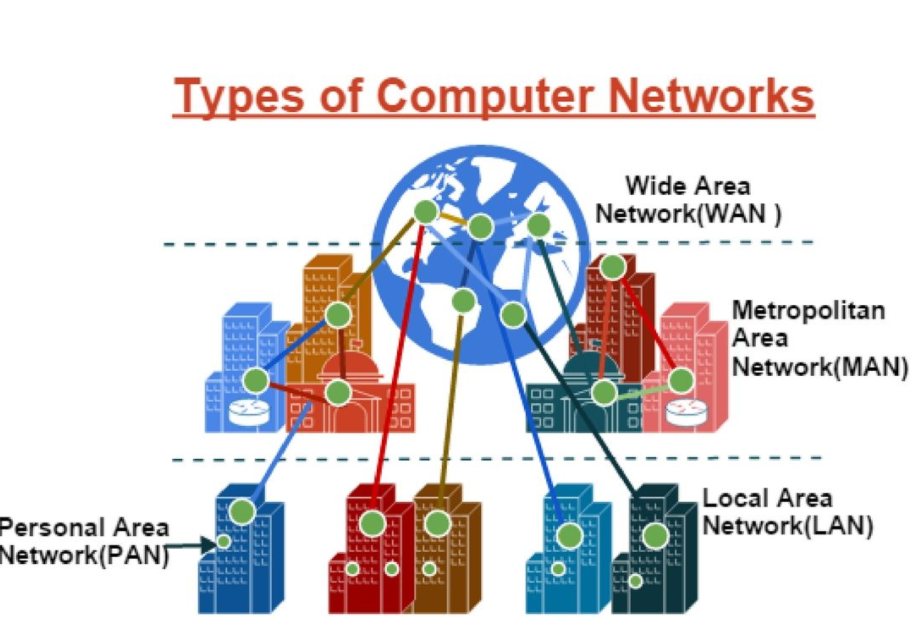 Types of Computer Networks
Wide Area
Network(WAN )
Metropolitan
Area
Network(MAN)
Local Area
Network(LAN)
Personal Area
Network(PAN)